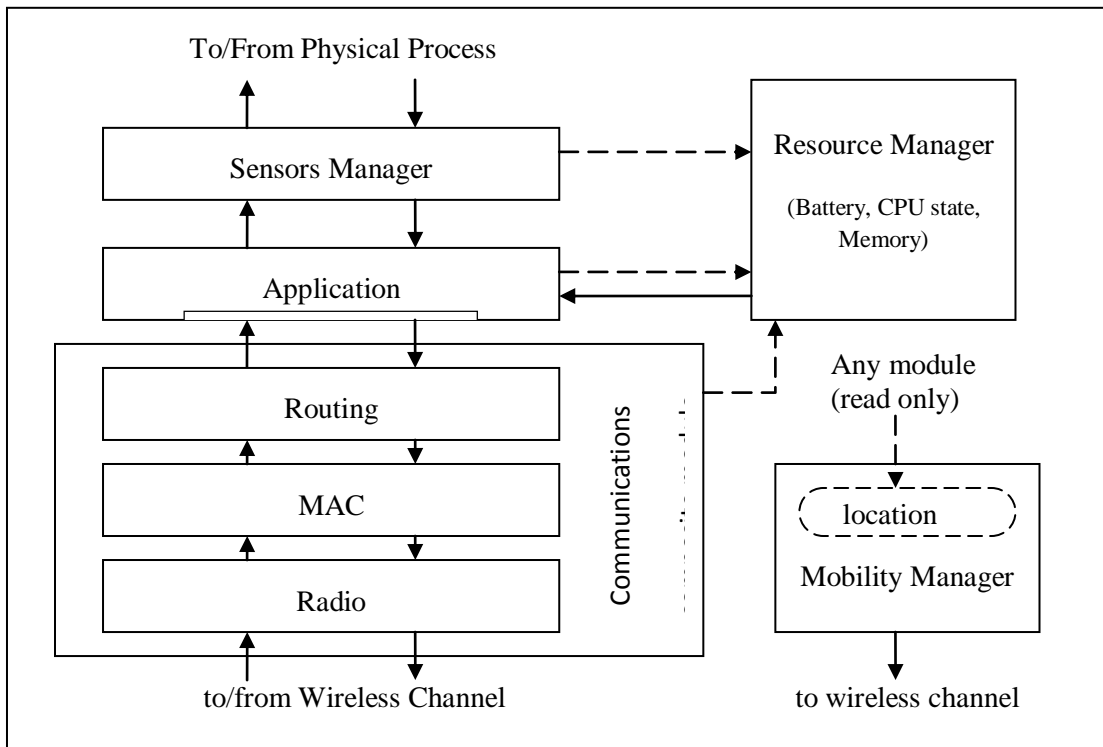 To/From Physical Process
Sensors Manager
Resource Manager
(Battery, CPU state,
Memory)
Application
Routing
MAC
Radio
Communications
Any module
(read only)
location
Mobility Manager
to/from Wireless Channel
to wireless channel